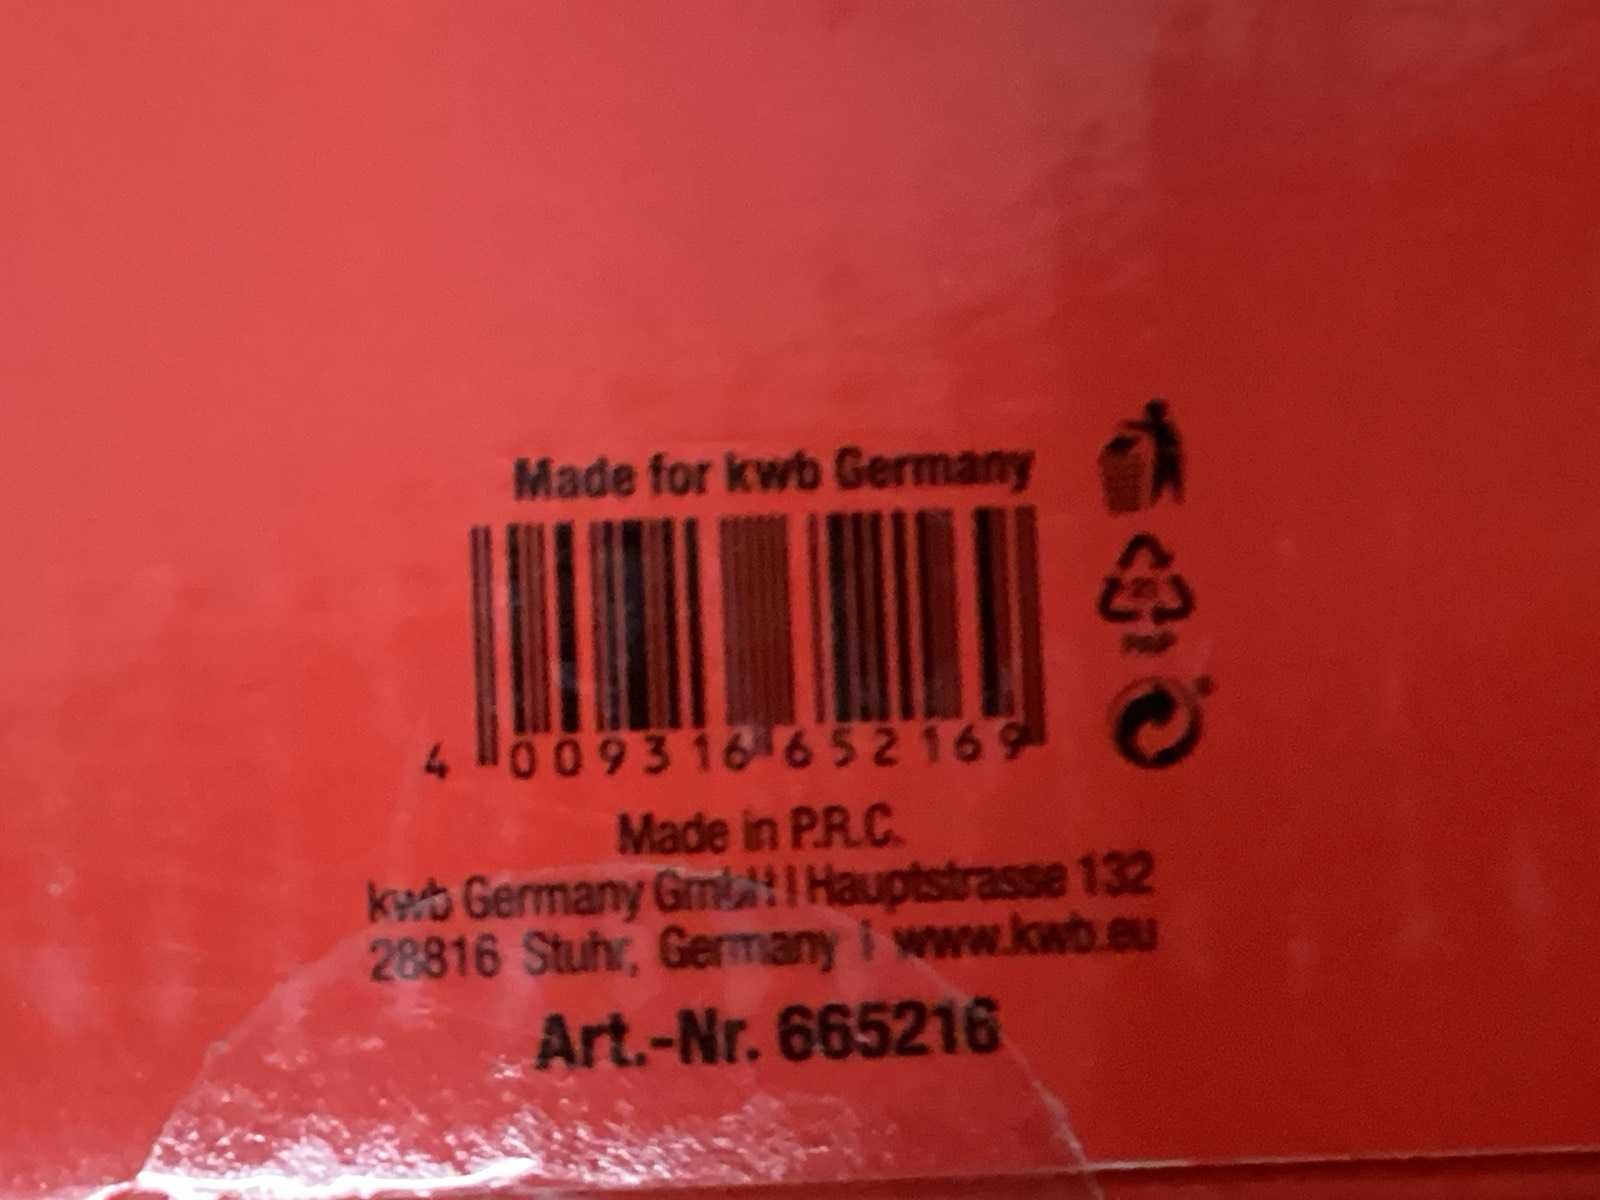 Made for kwb Germany
4 009316 652169
PAP
Made in P.R.C.
kwb Germany GmbH | Hauptstrasse 132
28816 Stuhr, Germany | www.kwb.eu
Art.-Nr. 665216